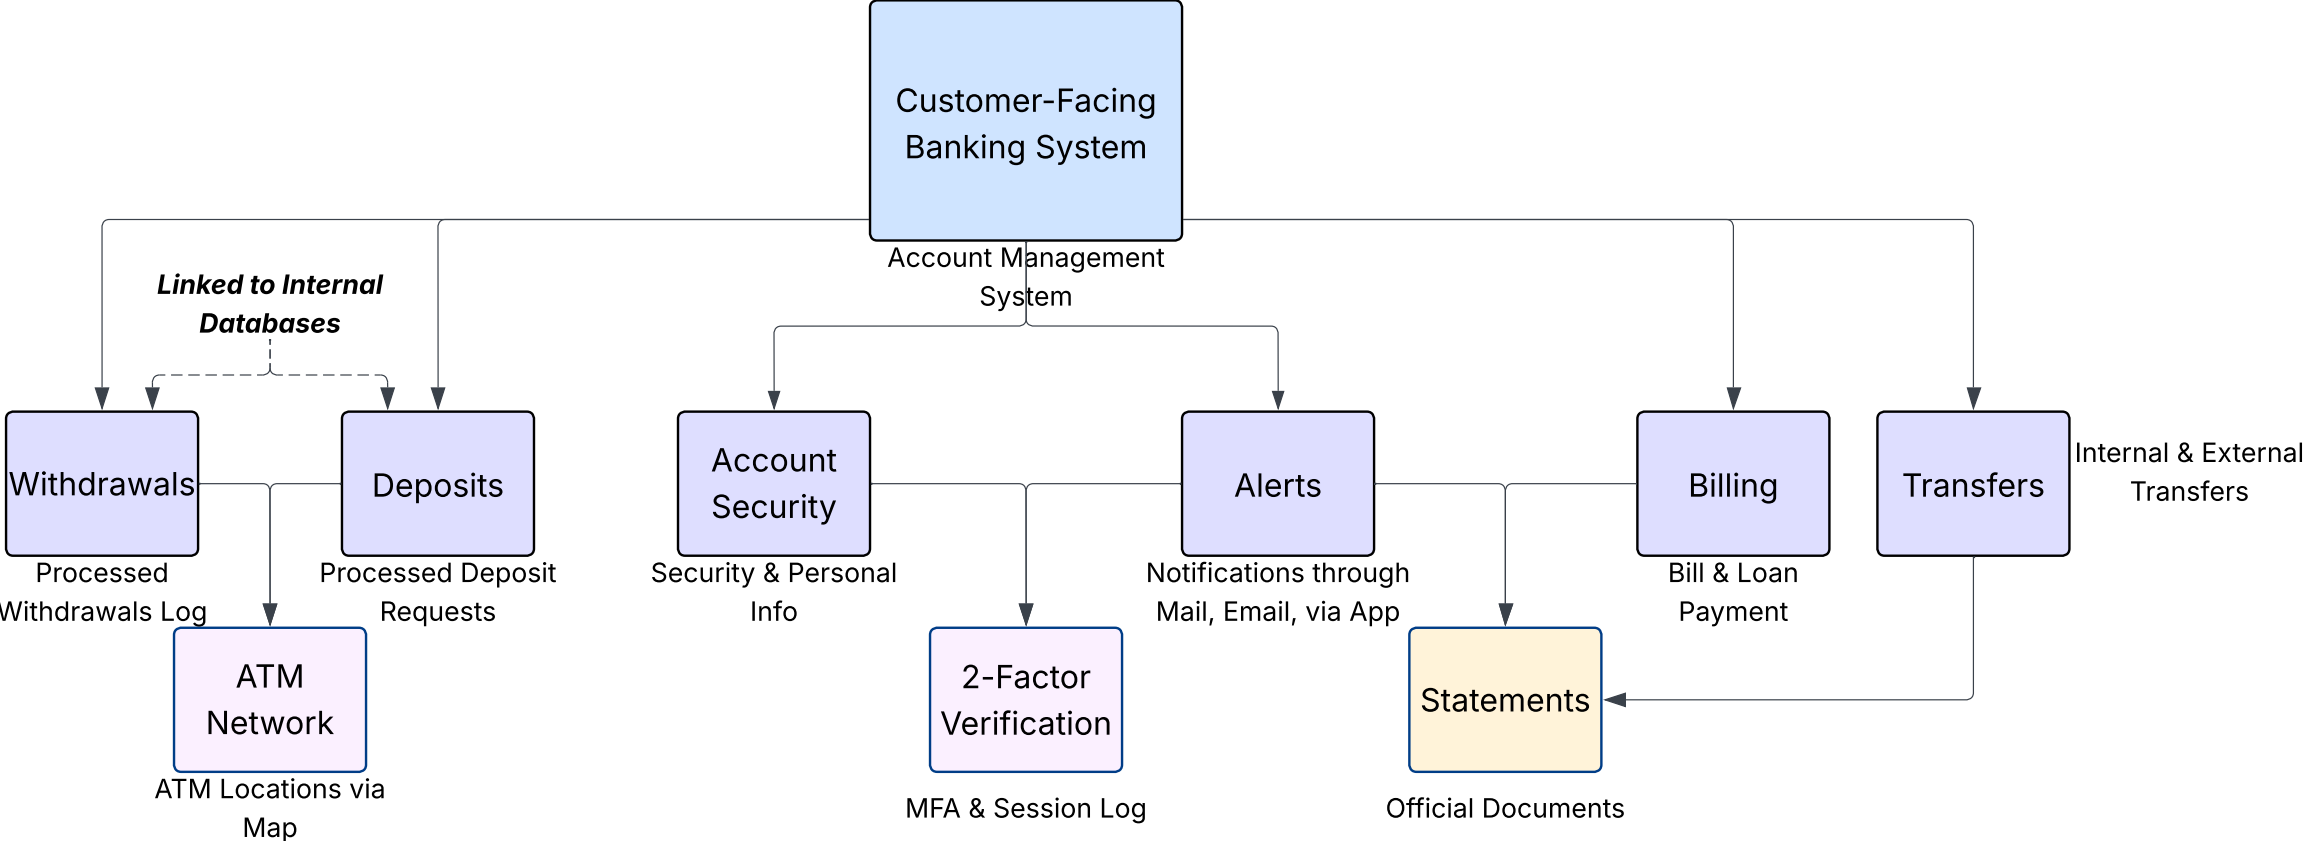 Customer-Facing
Banking System
Account Management
System
Linked to Internal
Databases
Withdrawals
Deposits
Account
Security
Alerts
Billing
Transfers
Internal & External
Transfers
Processed
Withdrawals Log
Processed Deposit
Requests
Security & Personal
Info
Notifications through
Mail, Email, via App
Bill & Loan
Payment
ATM
Network
2-Factor
Verification
Statements
ATM Locations via
Map
MFA & Session Log
Official Documents